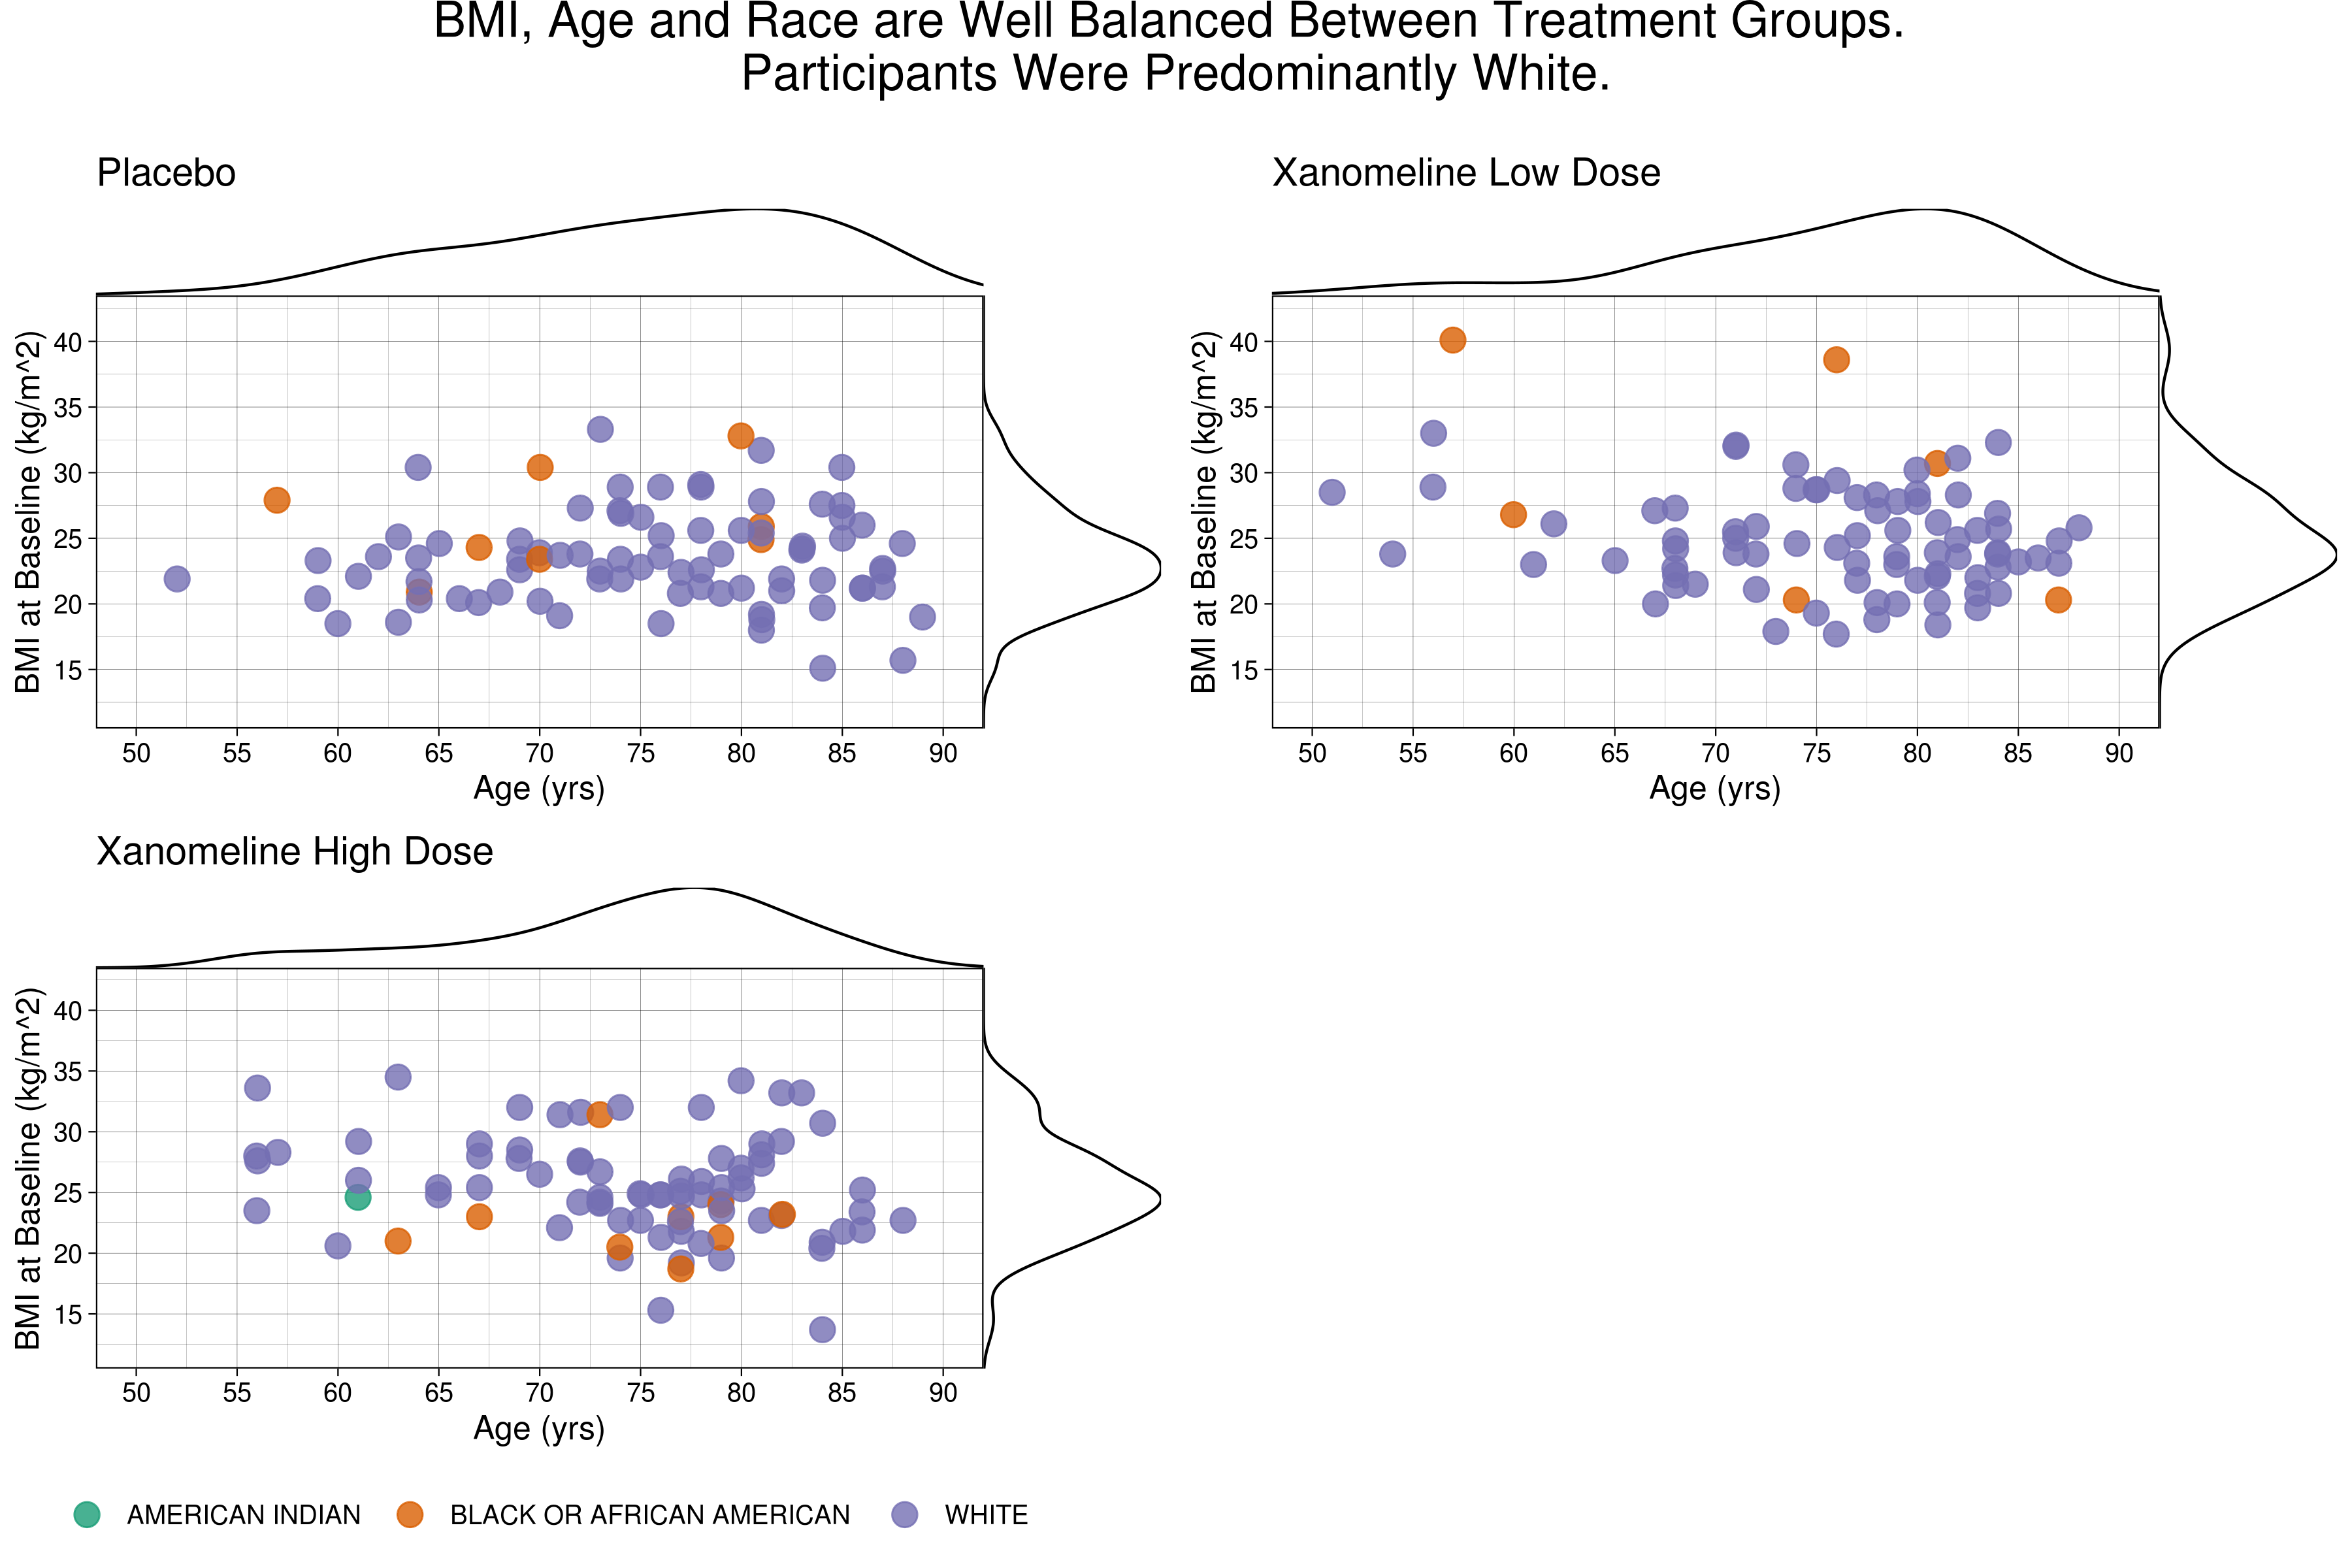 BMI, Age and Race are Well Balanced Between Treatment Groups.
Participants Were Predominantly White.
Placebo
BMI at Baseline (kg/m^2)
40
35
30
25
20
15
50 55 60 65 70 75 80 85 90
Age (yrs)
Xanomeline Low Dose
BMI at Baseline (kg/m^2)
40
35
30
25
20
15
50 55 60 65 70 75 80 85 90
Age (yrs)
Xanomeline High Dose
BMI at Baseline (kg/m^2)
40
35
30
25
20
15
50 55 60 65 70 75 80 85 90
Age (yrs)
AMERICAN INDIAN BLACK OR AFRICAN AMERICAN WHITE